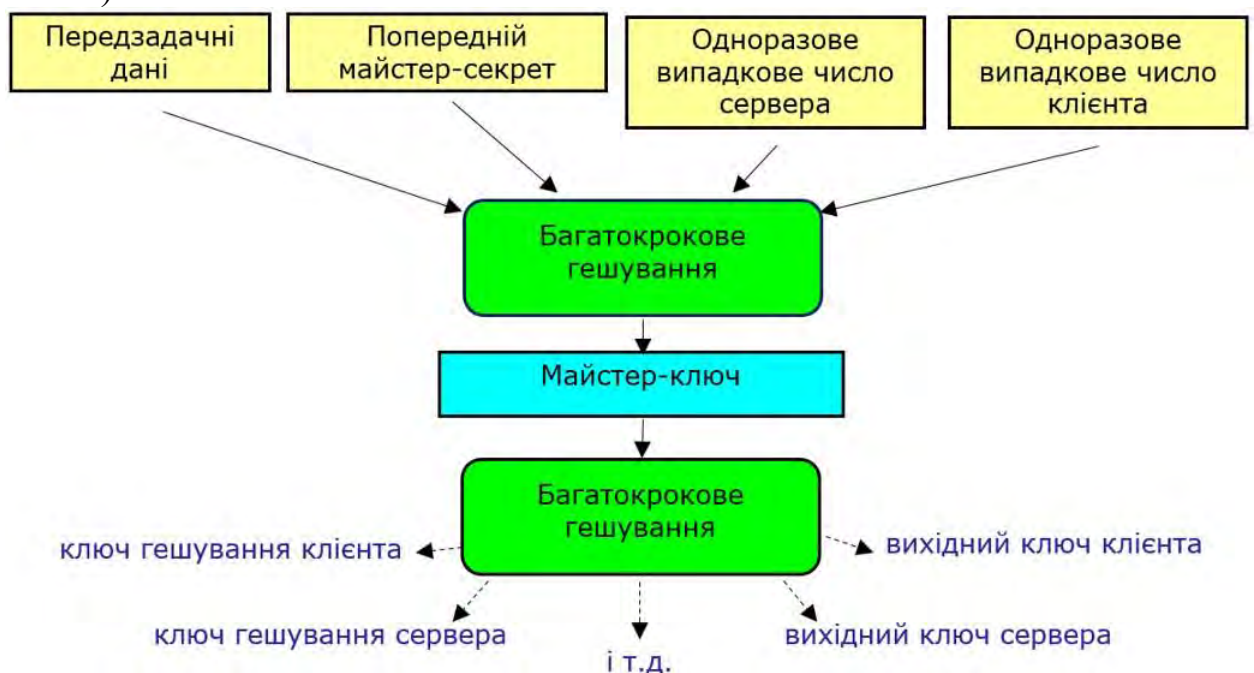 )
Передзадачні
дані
Попередній
майстер-секрет
Одноразове
випадкове число
сервера
Одноразове
випадкове число
клієнта
Багатокрокове
гешування
Майстер-ключ
Багатокрокове
гешування
ключ гешування клієнта
вихідний ключ клієнта
ключ гешування сервера
вихідний ключ сервера
і т.д.